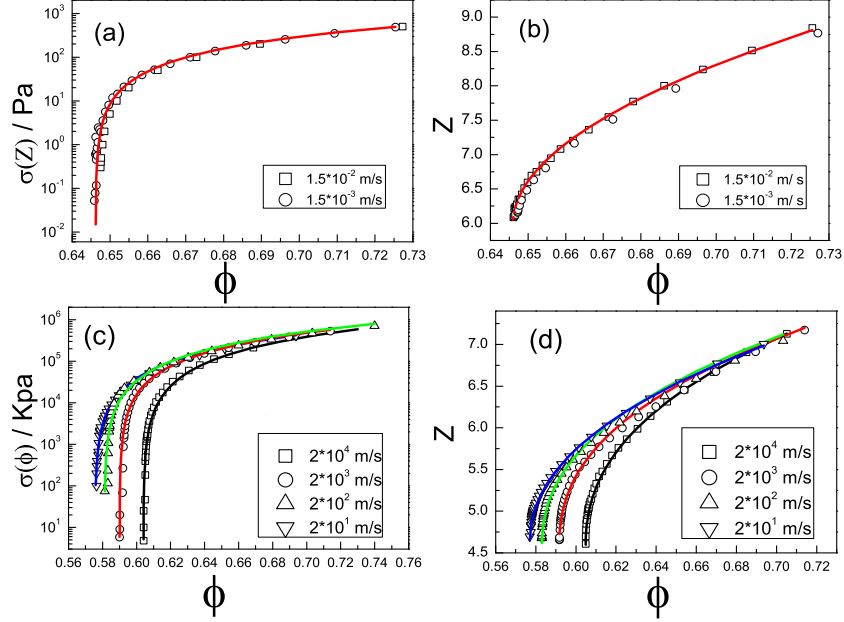 (a)
σ(Z) / Pa
10³
10²
10¹
10⁰
10⁻¹
10⁻²
1.5*10⁻² m/s
1.5*10⁻³ m/s
0.64 0.65 0.66 0.67 0.68 0.69 0.70 0.71 0.72 0.73
ϕ
(b)
Z
9.0
8.5
8.0
7.5
7.0
6.5
6.0
1.5*10⁻² m/s
1.5*10⁻³ m/s
0.64 0.65 0.66 0.67 0.68 0.69 0.70 0.71 0.72 0.73
ϕ
(c)
σ(ϕ) / Kpa
10⁶
10⁵
10⁴
10³
10²
10¹
2*10⁴ m/s
2*10³ m/s
2*10² m/s
2*10¹ m/s
0.56 0.58 0.60 0.62 0.64 0.66 0.68 0.70 0.72 0.74 0.76
ϕ
(d)
Z
7.0
6.5
6.0
5.5
5.0
4.5
2*10⁴ m/s
2*10³ m/s
2*10² m/s
2*10¹ m/s
0.56 0.58 0.60 0.62 0.64 0.66 0.68 0.70 0.72
ϕ